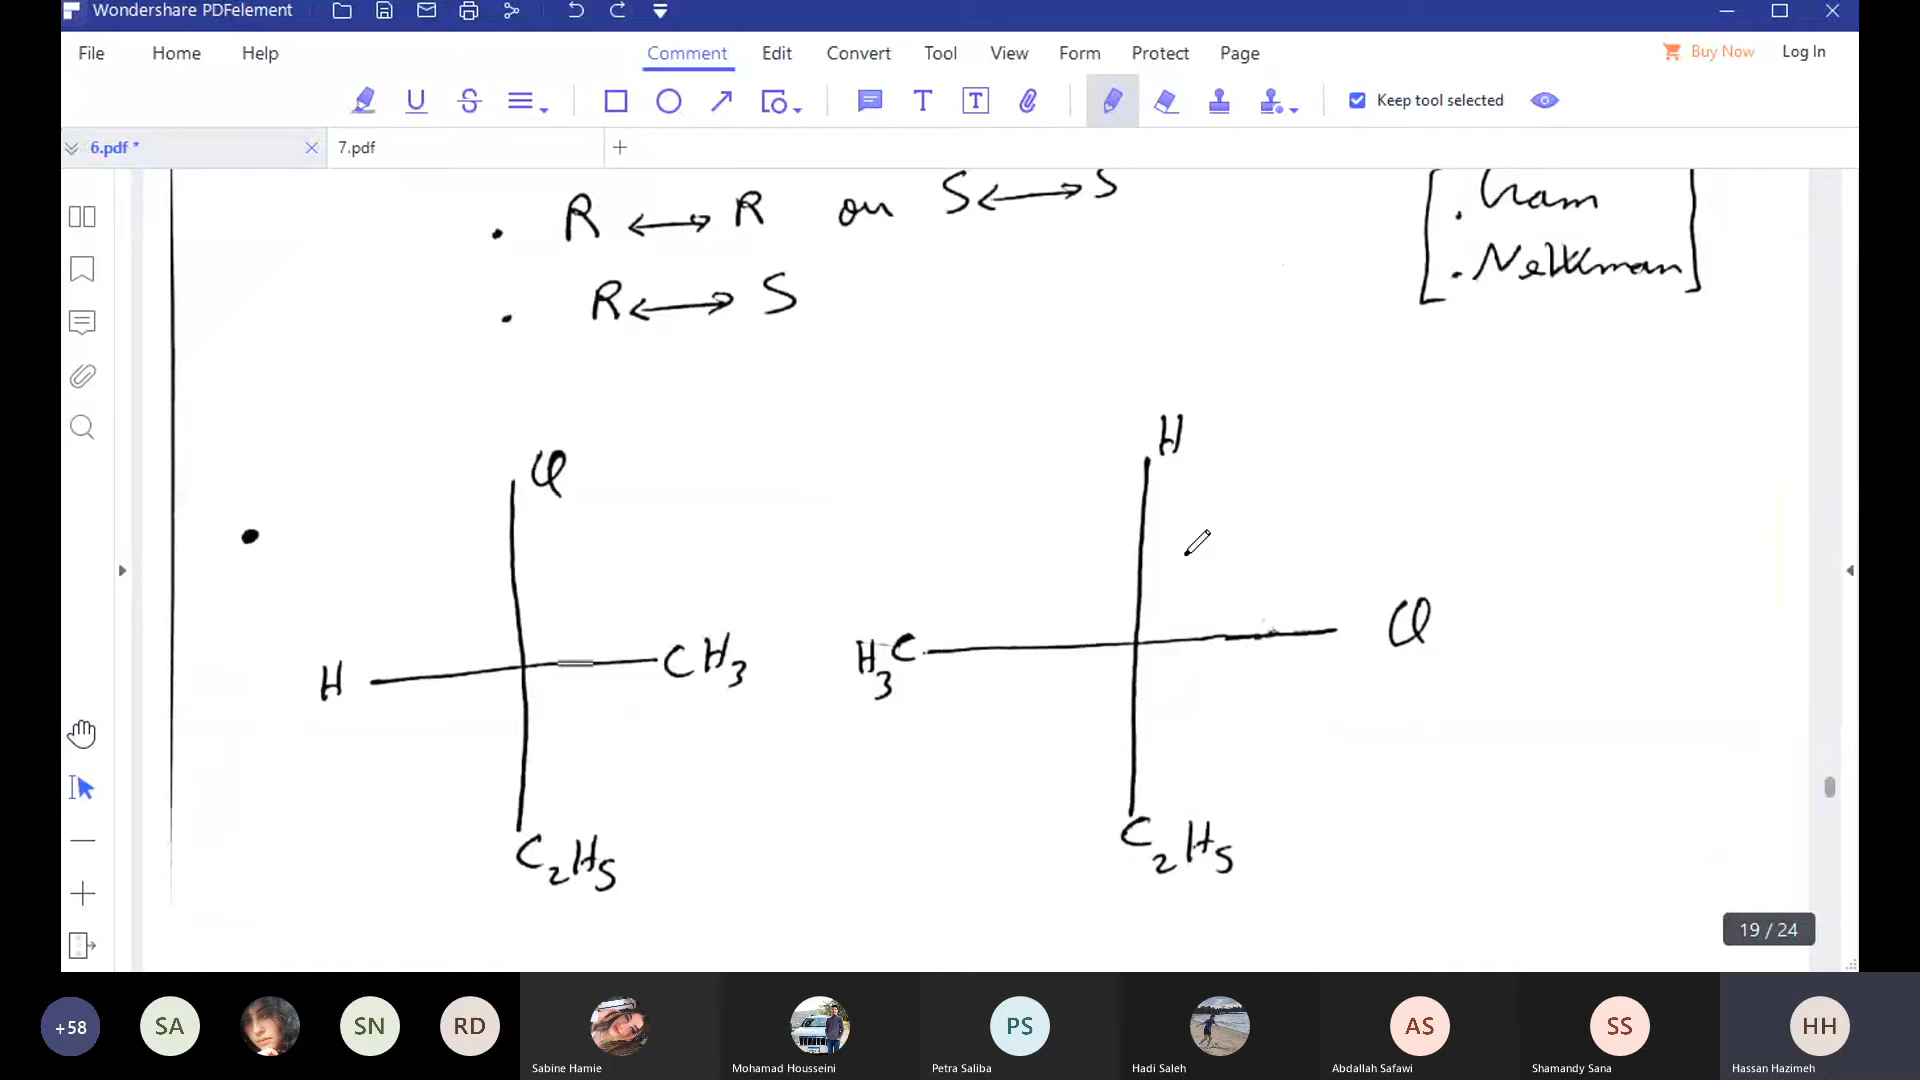 Wondershare PDFelement
File Home Help Comment Edit Convert Tool View Form Protect Page Buy Now Log In
Keep tool selected
6.pdf * 7.pdf
. R ↔ R ou S ↔ S
. R ↔ S
[. Cram
. Newman]
Cl
H CH3
C2H5
H
H3C Cl
C2H5
19 / 24
+58 SA SN RD PS AS SS HH
Sabine Hamie Mohamad Housseini Petra Saliba Hadi Saleh Abdallah Safawi Shamandy Sana Hassan Hazimeh